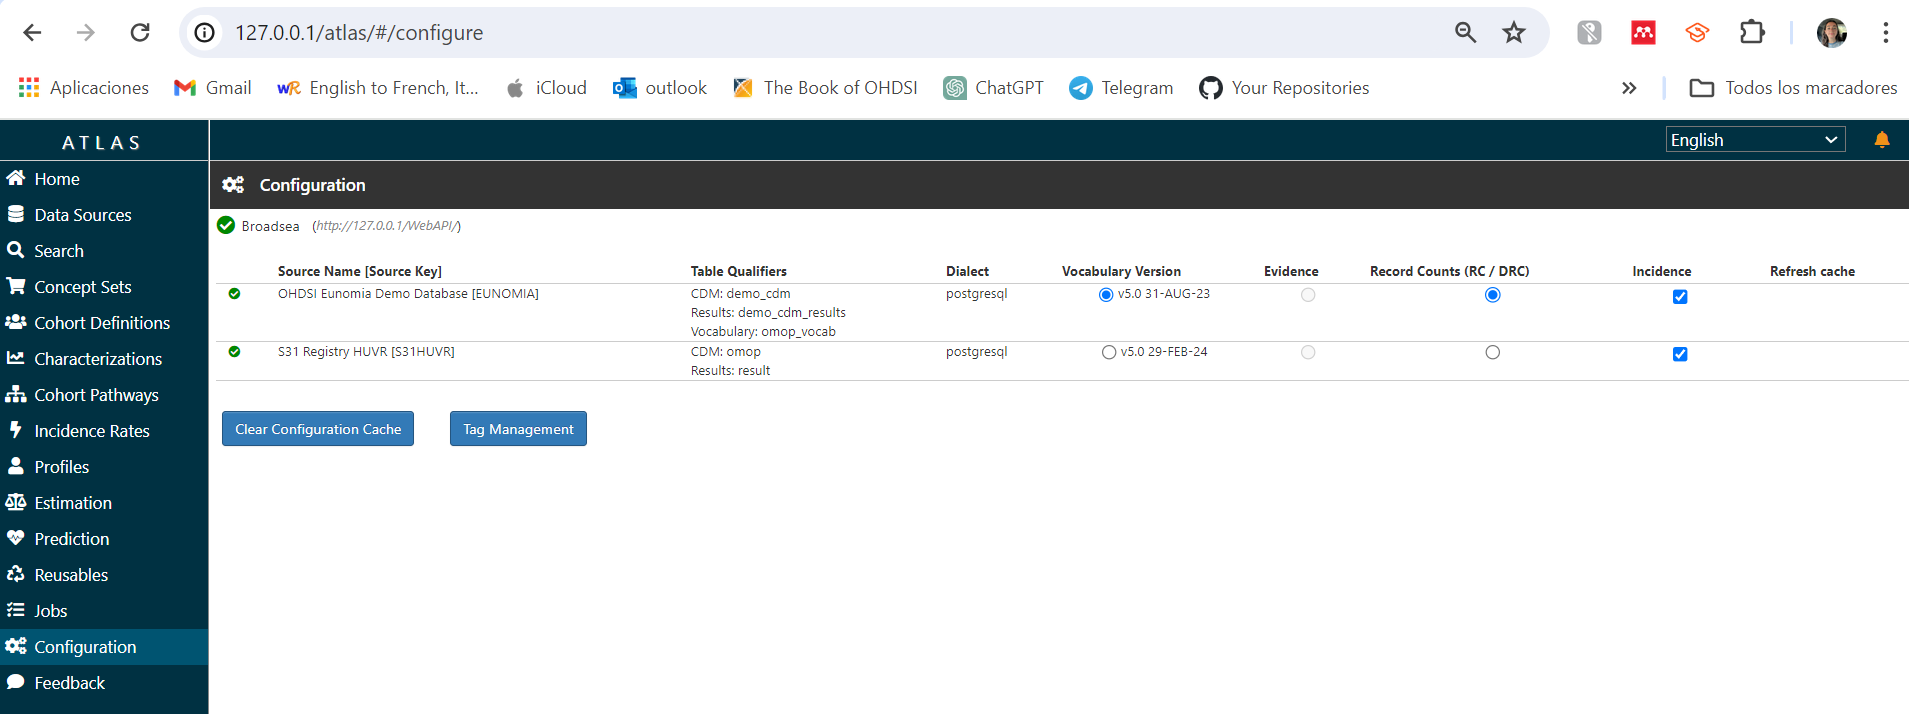 127.0.0.1/atlas/#/configure
Aplicaciones Gmail English to French, It... iCloud outlook The Book of OHDSI ChatGPT Telegram Your Repositories » Todos los marcadores
ATLAS English
Home
Configuration
Data Sources
Broadsea (http://127.0.0.1/WebAPI/)
Search
Source Name [Source Key] Table Qualifiers Dialect Vocabulary Version Evidence Record Counts (RC / DRC) Incidence Refresh cache
Concept Sets
OHDSI Eunomia Demo Database [EUNOMIA] CDM: demo_cdm postgresql v5.0 31-AUG-23
Results: demo_cdm_results
Vocabulary: omop_vocab
Cohort Definitions
S31 Registry HUVR [S31HUVR] CDM: omop postgresql v5.0 29-FEB-24
Results: result
Characterizations
Cohort Pathways
Incidence Rates
Clear Configuration Cache Tag Management
Profiles
Estimation
Prediction
Reusables
Jobs
Configuration
Feedback